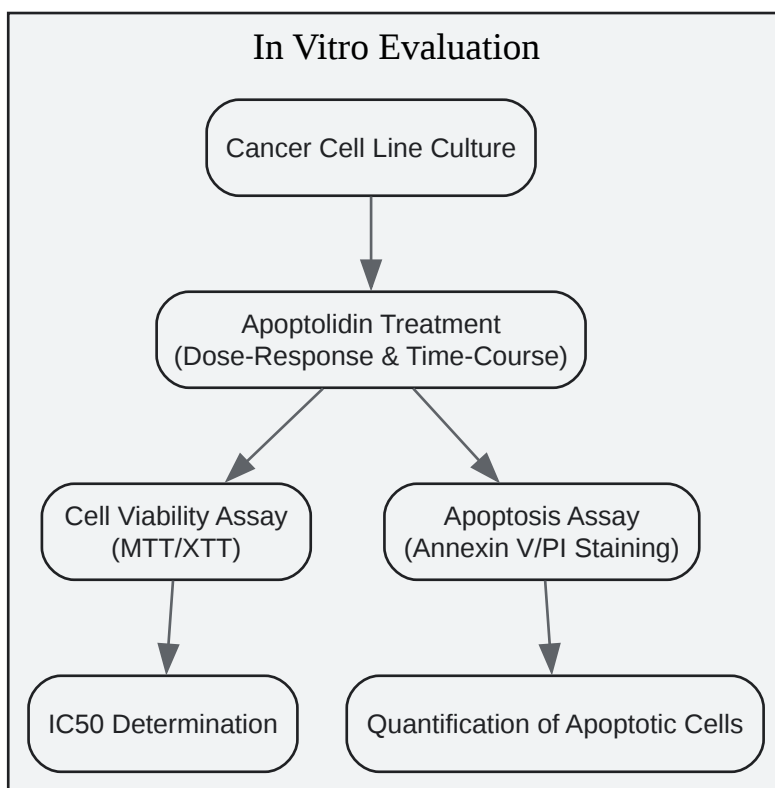 In Vitro Evaluation
Cancer Cell Line Culture
Apoptolidin Treatment
(Dose-Response & Time-Course)
Cell Viability Assay
(MTT/XTT)
Apoptosis Assay
(Annexin V/PI Staining)
IC50 Determination
Quantification of Apoptotic Cells